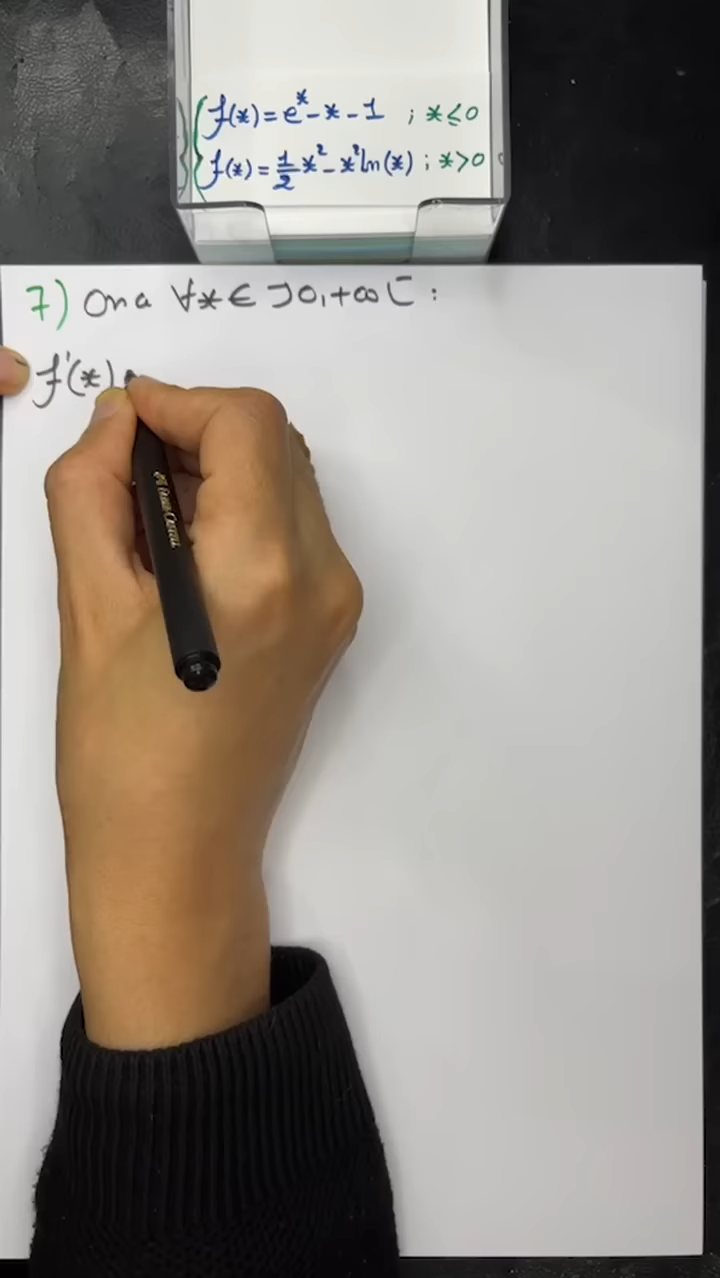 f(x) = e^x - x - 1 ; x ≤ 0
f(x) = 1/2 x² - x² ln(x) ; x > 0
7) On a ∀x ∈ ]0,+∞[ :
f'(x)